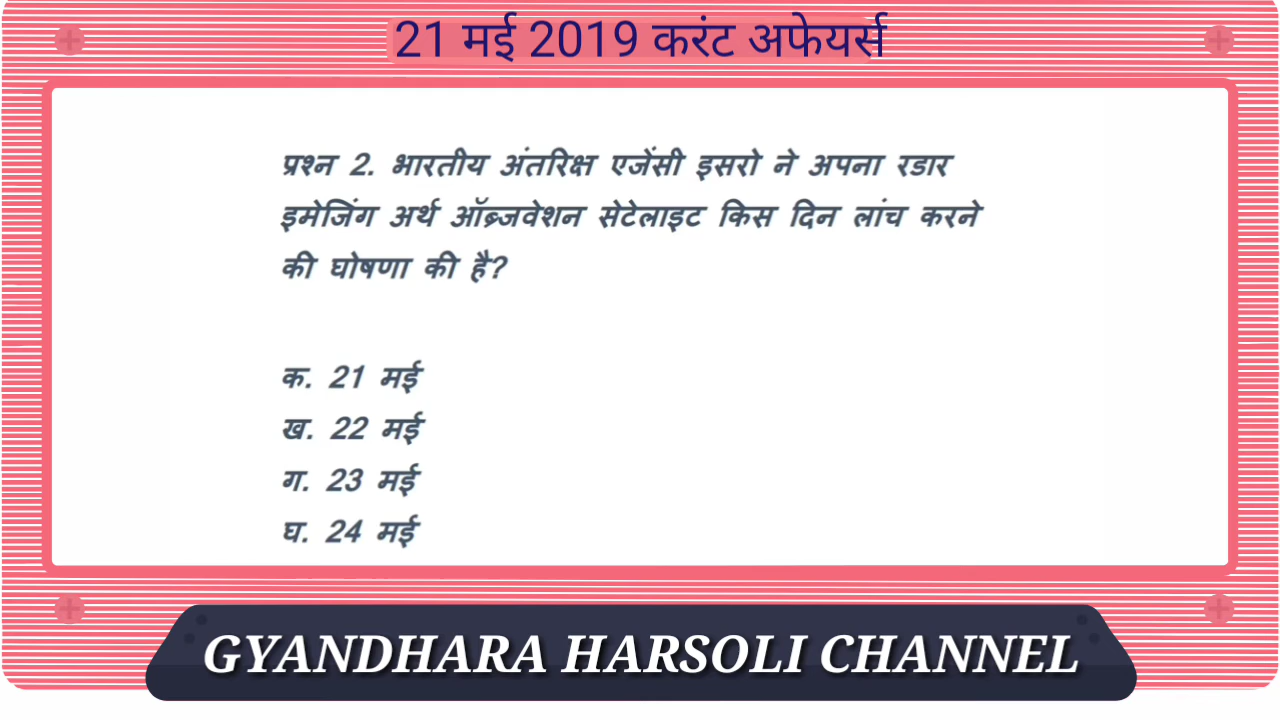 21 मई 2019 करंट अफेयर्स
प्रश्न 2. भारतीय अंतरिक्ष एजेंसी इसरो ने अपना रडार
इमेजिंग अर्थ ऑब्र्जवेशन सेटेलाइट किस दिन लांच करने
की घोषणा की है?
क. 21 मई
ख. 22 मई
ग. 23 मई
घ. 24 मई
GYANDHARA HARSOLI CHANNEL